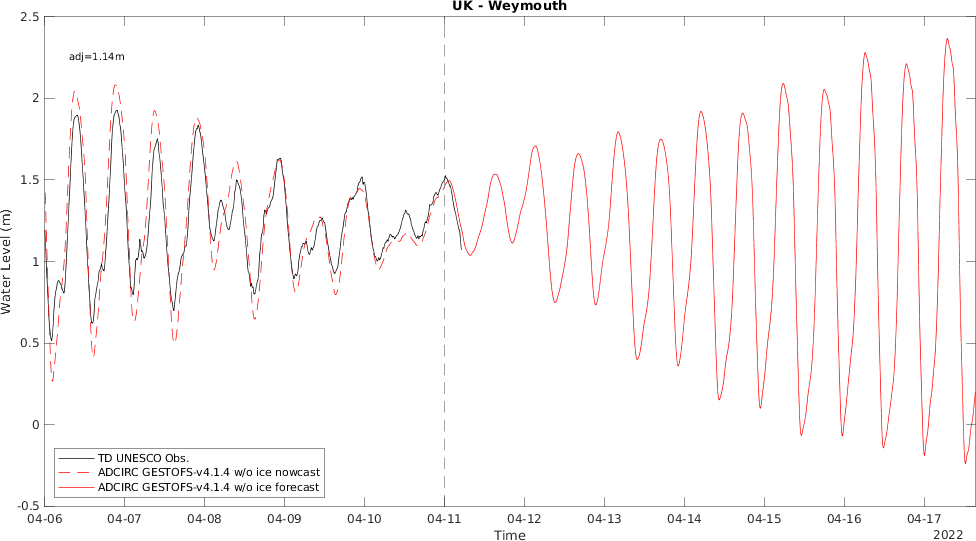 UK - Weymouth
adj=1.14m
2.5
2
1.5
1
0.5
0
-0.5
Water Level (m)
TD UNESCO Obs.
ADCIRC GESTOFS-v4.1.4 w/o ice nowcast
ADCIRC GESTOFS-v4.1.4 w/o ice forecast
04-06 04-07 04-08 04-09 04-10 04-11 04-12 04-13 04-14 04-15 04-16 04-17
Time
2022